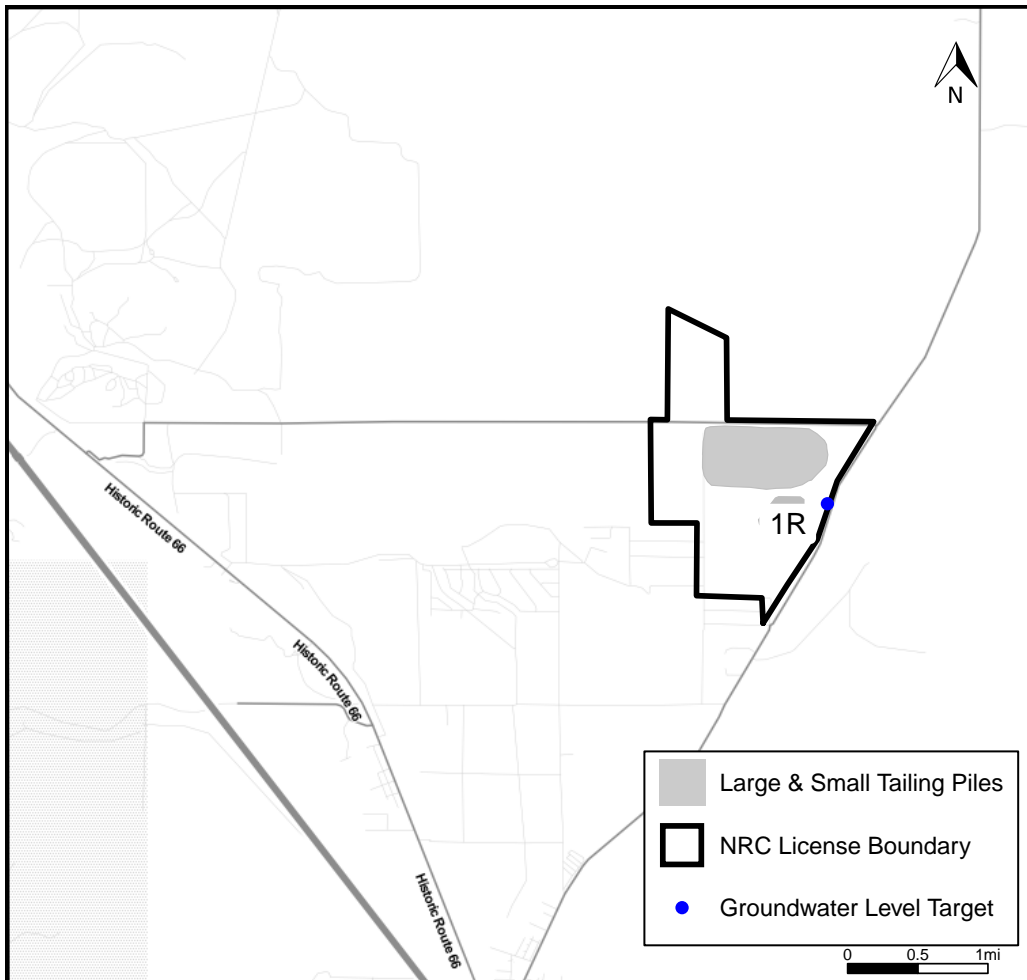 N
1R
Historic Route 66
Historic Route 66
Historic Route 66
Large & Small Tailing Piles
NRC License Boundary
Groundwater Level Target
0 0.5 1mi